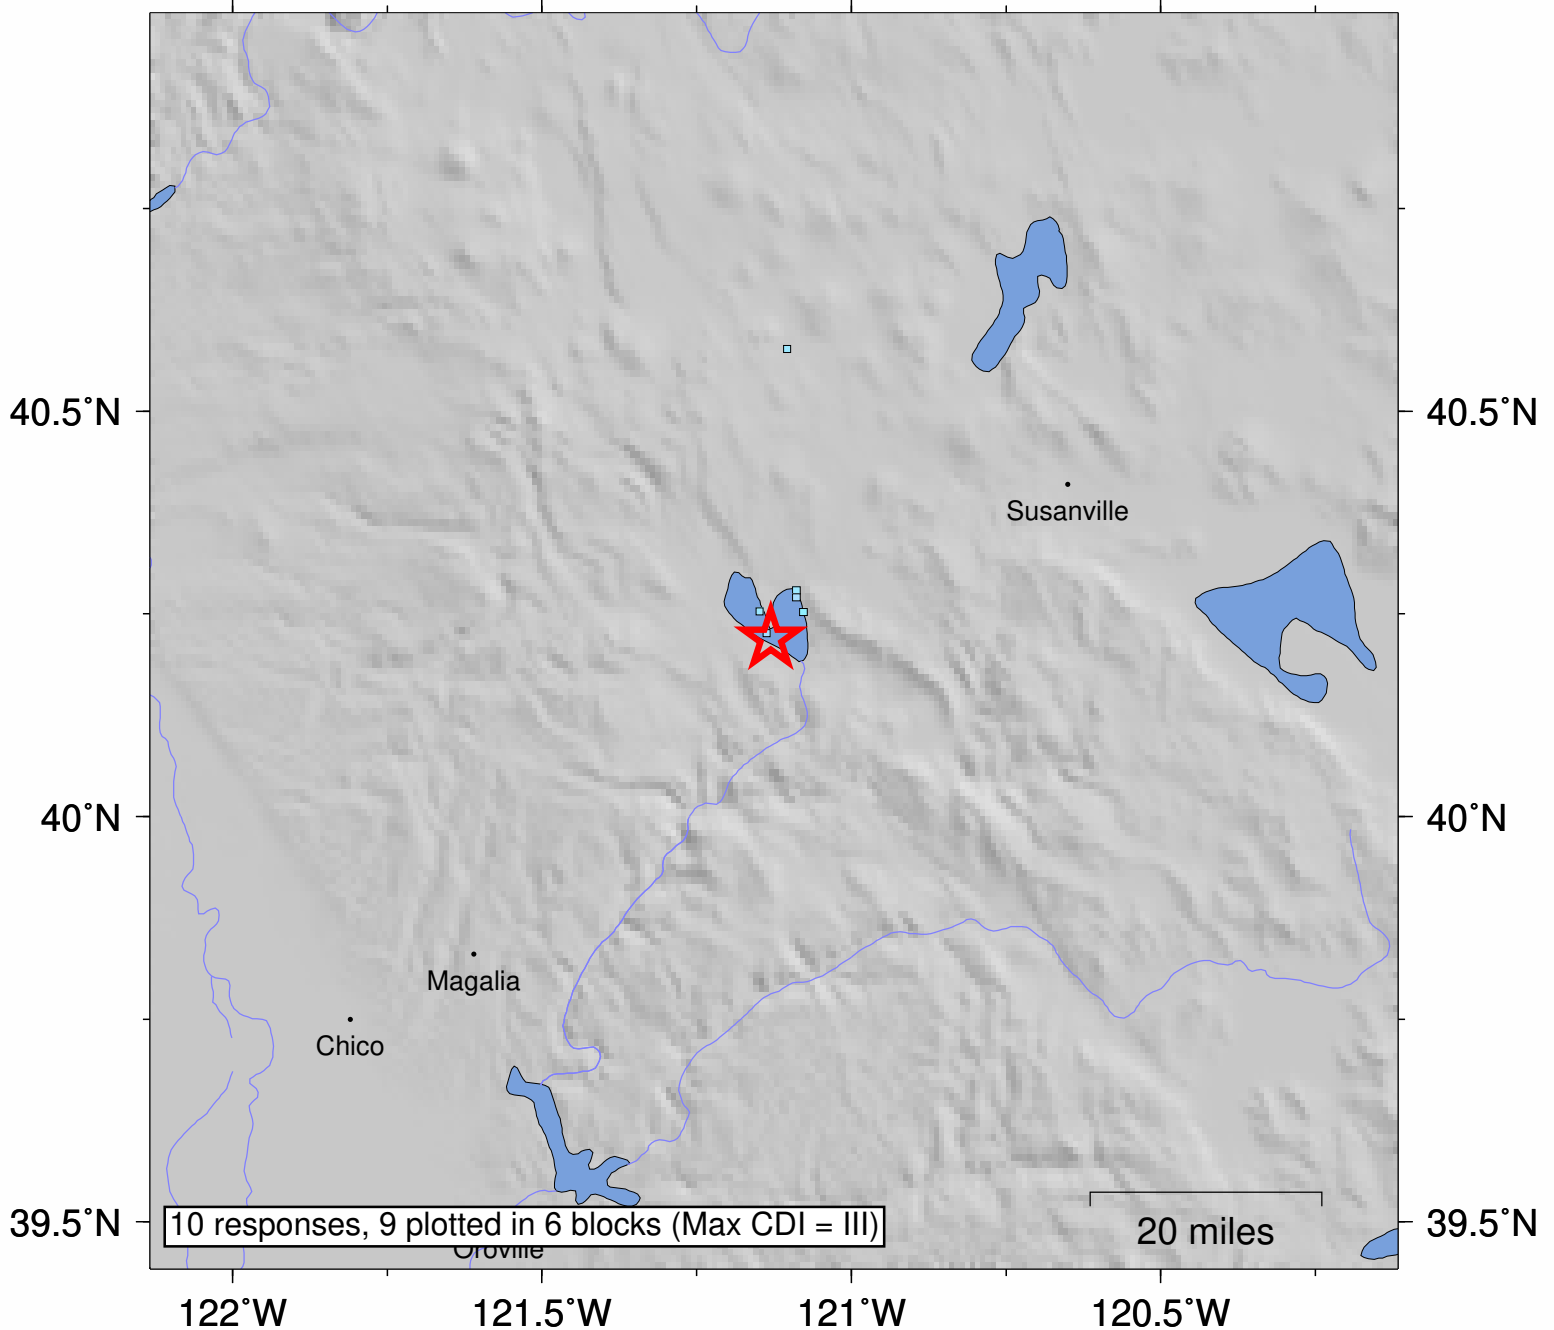 40.5°N
40.5°N
Susanville
40°N
40°N
Magalia
Chico
39.5°N
10 responses, 9 plotted in 6 blocks (Max CDI = III)
20 miles
39.5°N
Oroville
122°W
121.5°W
121°W
120.5°W